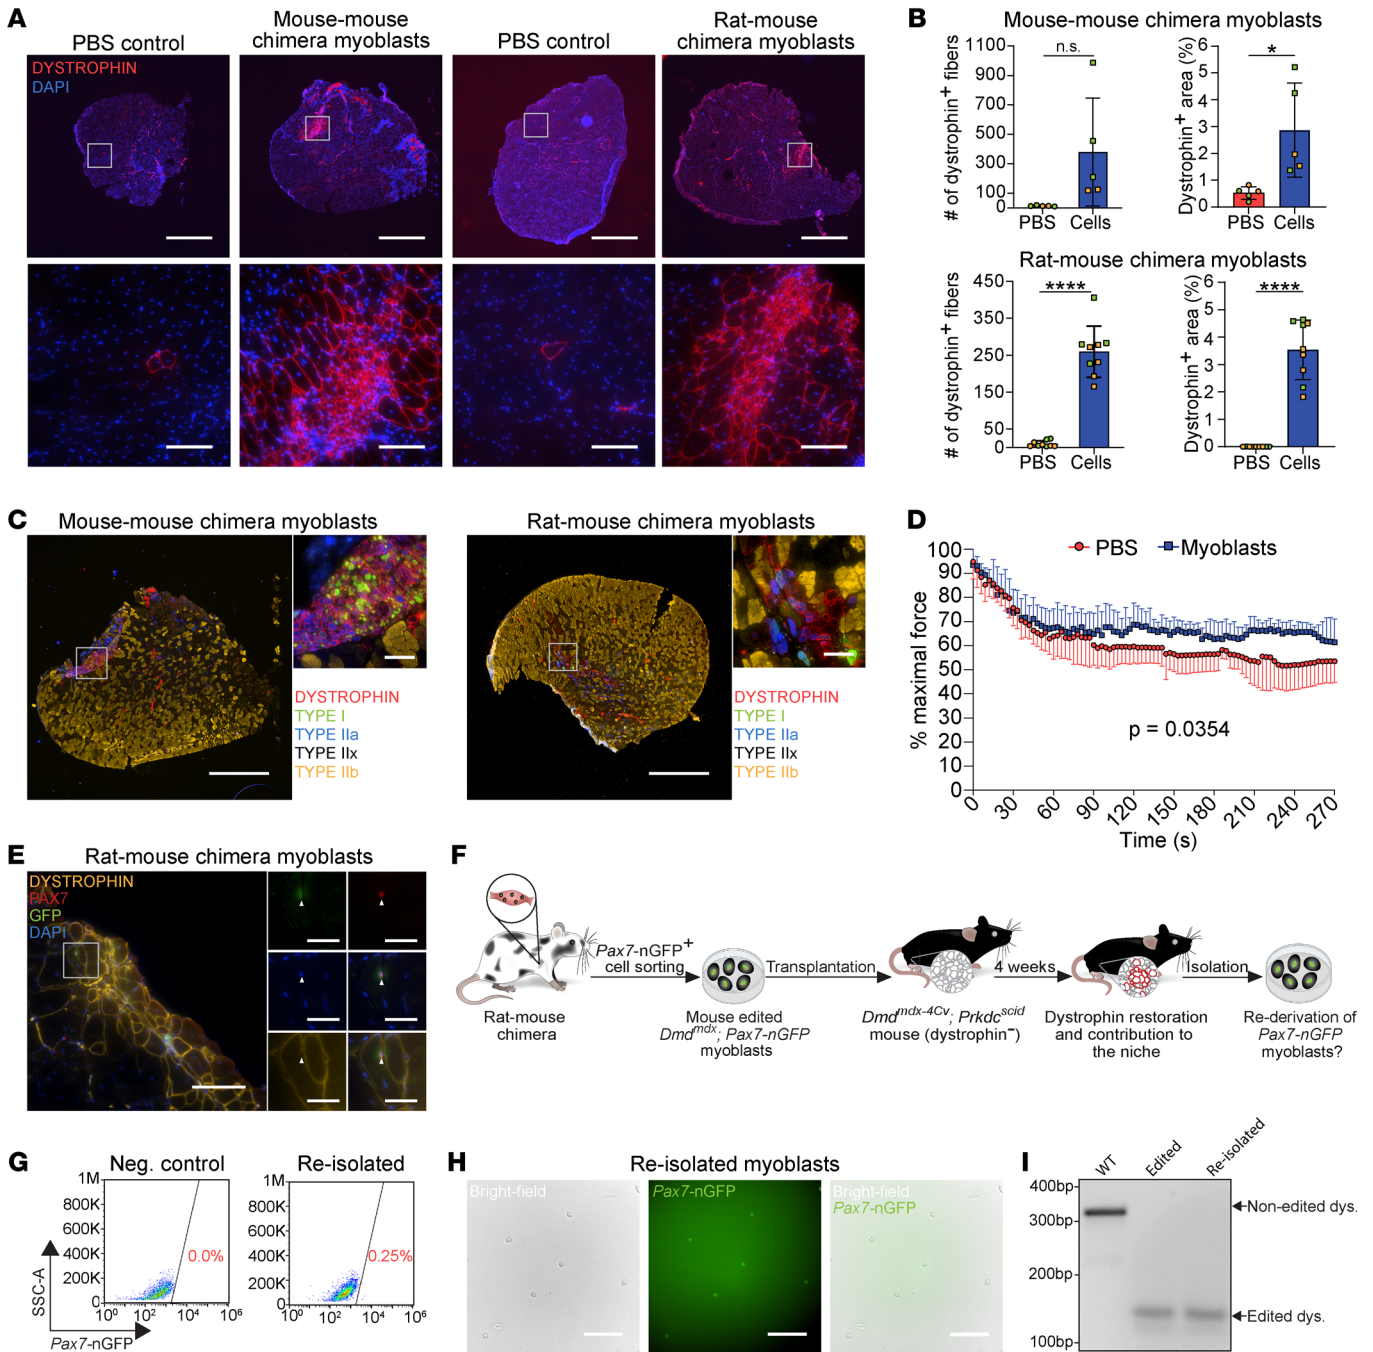 A
PBS control
Mouse-mouse
chimera myoblasts
PBS control
Rat-mouse
chimera myoblasts
DYSTROPHIN
DAPI
B
Mouse-mouse chimera myoblasts
# of dystrophin+ fibers
1100
900
700
500
300
100
0
n.s.
PBS
Cells
Dystrophin+ area (%)
6
5
4
3
2
1
0
*
PBS
Cells
Rat-mouse chimera myoblasts
# of dystrophin+ fibers
450
350
250
150
50
0
****
PBS
Cells
Dystrophin+ area (%)
6
5
4
3
2
1
0
****
PBS
Cells
C
Mouse-mouse chimera myoblasts
DYSTROPHIN
TYPE I
TYPE IIa
TYPE IIx
TYPE IIb
Rat-mouse chimera myoblasts
DYSTROPHIN
TYPE I
TYPE IIa
TYPE IIx
TYPE IIb
D
PBS
Myoblasts
% maximal force
100
90
80
70
60
50
40
30
20
10
0
p = 0.0354
0
30
60
90
120
150
180
210
240
270
Time (s)
E
Rat-mouse chimera myoblasts
DYSTROPHIN
PAX7
GFP
DAPI
F
Rat-mouse
chimera
Pax7-nGFP+
cell sorting
Mouse edited
Dmdmdx; Pax7-nGFP
myoblasts
Transplantation
Dmdmdx-4Cv; Prkdcscid
mouse (dystrophin−)
4 weeks
Dystrophin restoration
and contribution to
the niche
Isolation
Re-derivation of
Pax7-nGFP
myoblasts?
G
Neg. control
1M
800K
600K
400K
200K
0
0.0%
100
102
104
106
SSC-A
Pax7-nGFP
Re-isolated
1M
800K
600K
400K
200K
0
0.25%
100
102
104
106
H
Re-isolated myoblasts
Bright-field
Pax7-nGFP
Bright-field
Pax7-nGFP
I
WT
Edited
Re-isolated
400bp
300bp
200bp
100bp
Non-edited dys.
Edited dys.